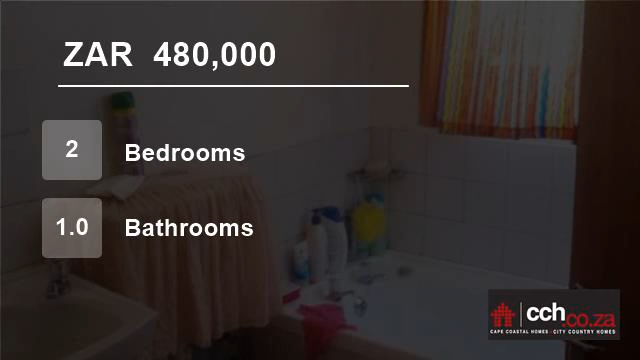 ZAR 480,000
2 Bedrooms
1.0 Bathrooms
cch.co.za
CAPE COASTAL HOMES - CITY COUNTRY HOMES